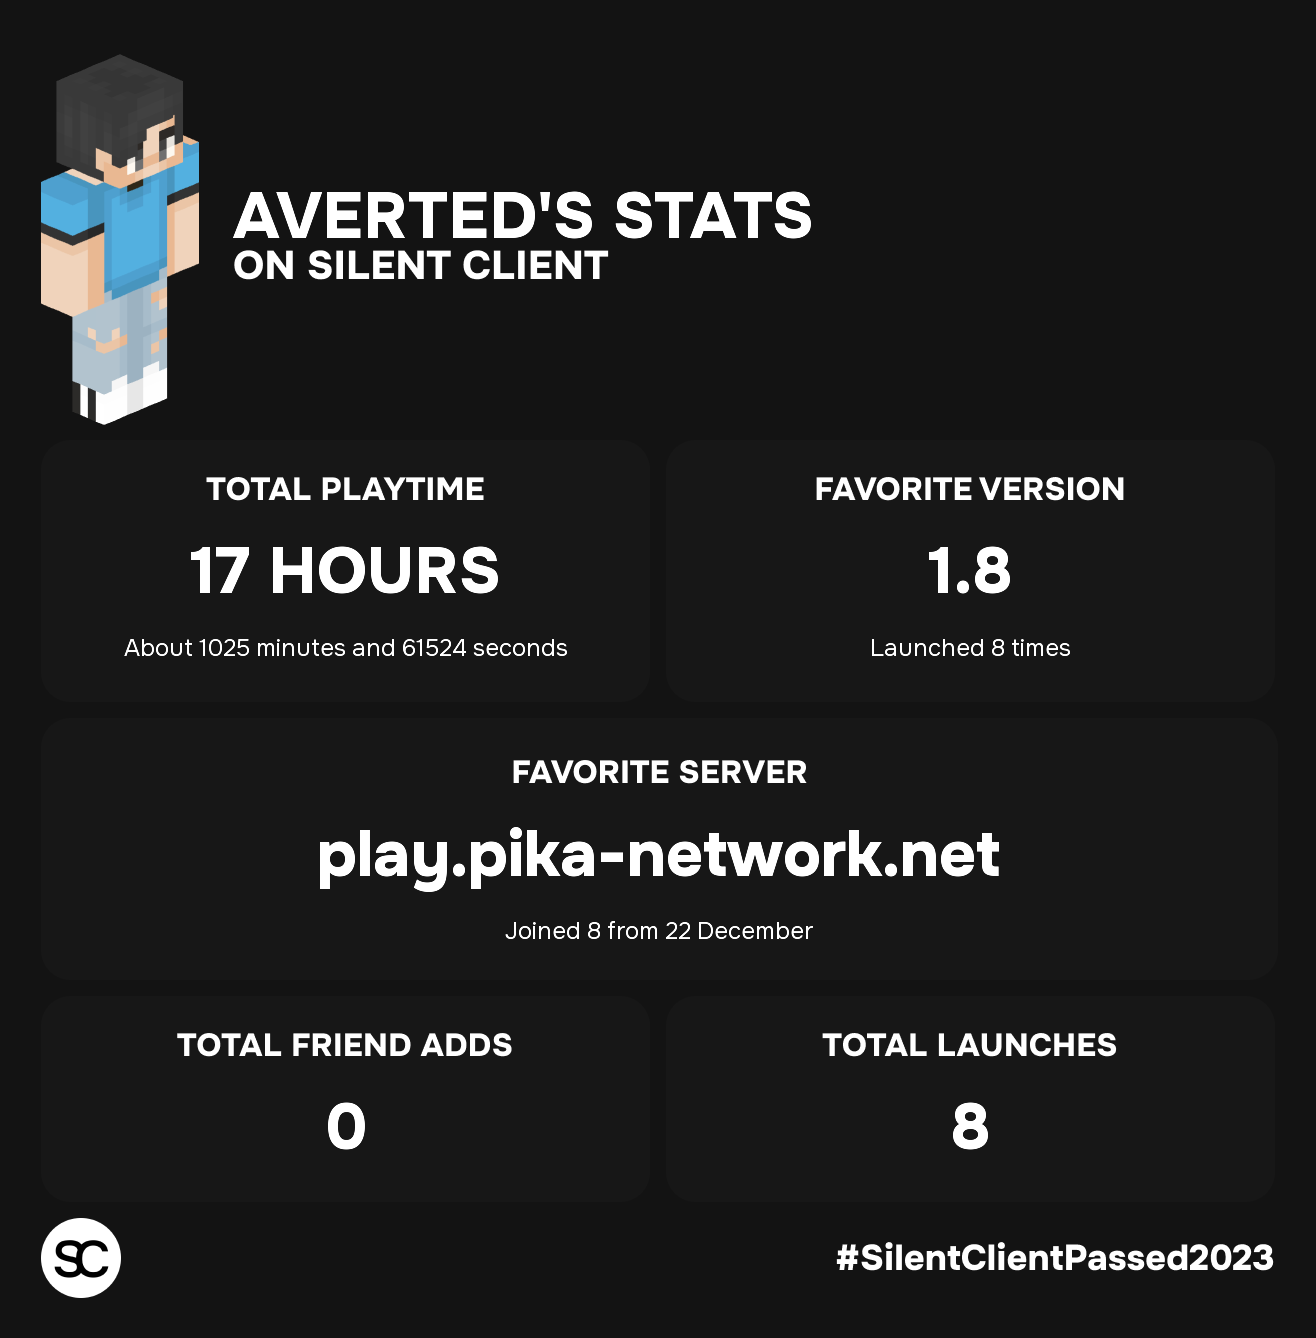 AVERTED'S STATS
ON SILENT CLIENT
TOTAL PLAYTIME
17 HOURS
About 1025 minutes and 61524 seconds
FAVORITE VERSION
1.8
Launched 8 times
FAVORITE SERVER
play.pika-network.net
Joined 8 from 22 December
TOTAL FRIEND ADDS
0
TOTAL LAUNCHES
8
SC
#SilentClientPassed2023